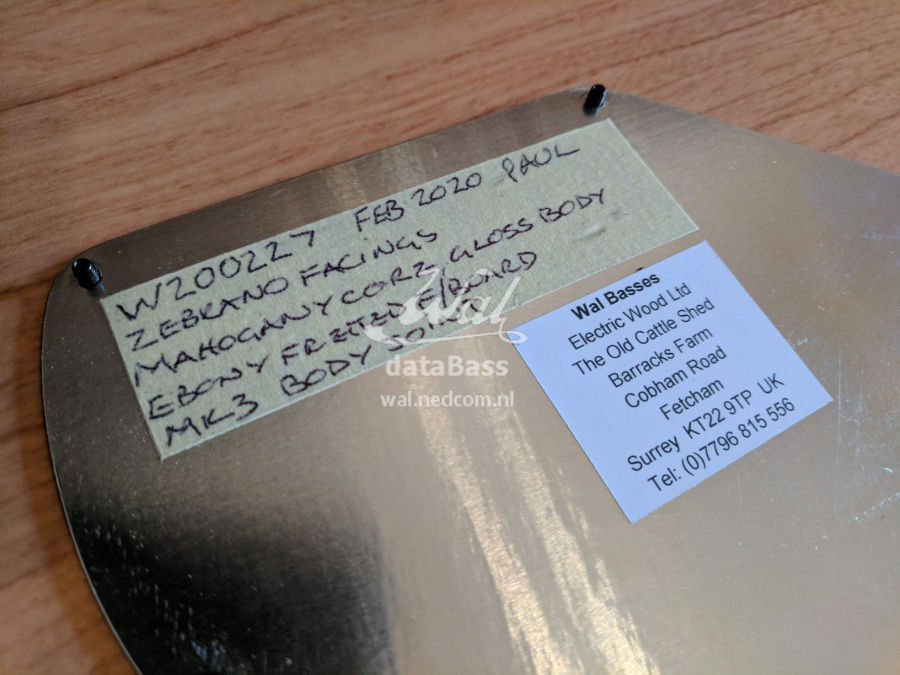 W200227 FEB 2020 PAUL
ZEBRANO FACINGS
MAHOGANY CORE GLOSS BODY
EBONY FRETTED F/BOARD
MK3 BODY JOINT
Wal Basses
Electric Wood Ltd
The Old Cattle Shed
Barracks Farm
Cobham Road
Fetcham
Surrey KT22 9TP UK
Tel: (0)7796 815 556
Wal
dataBass
wal.nedcom.nl